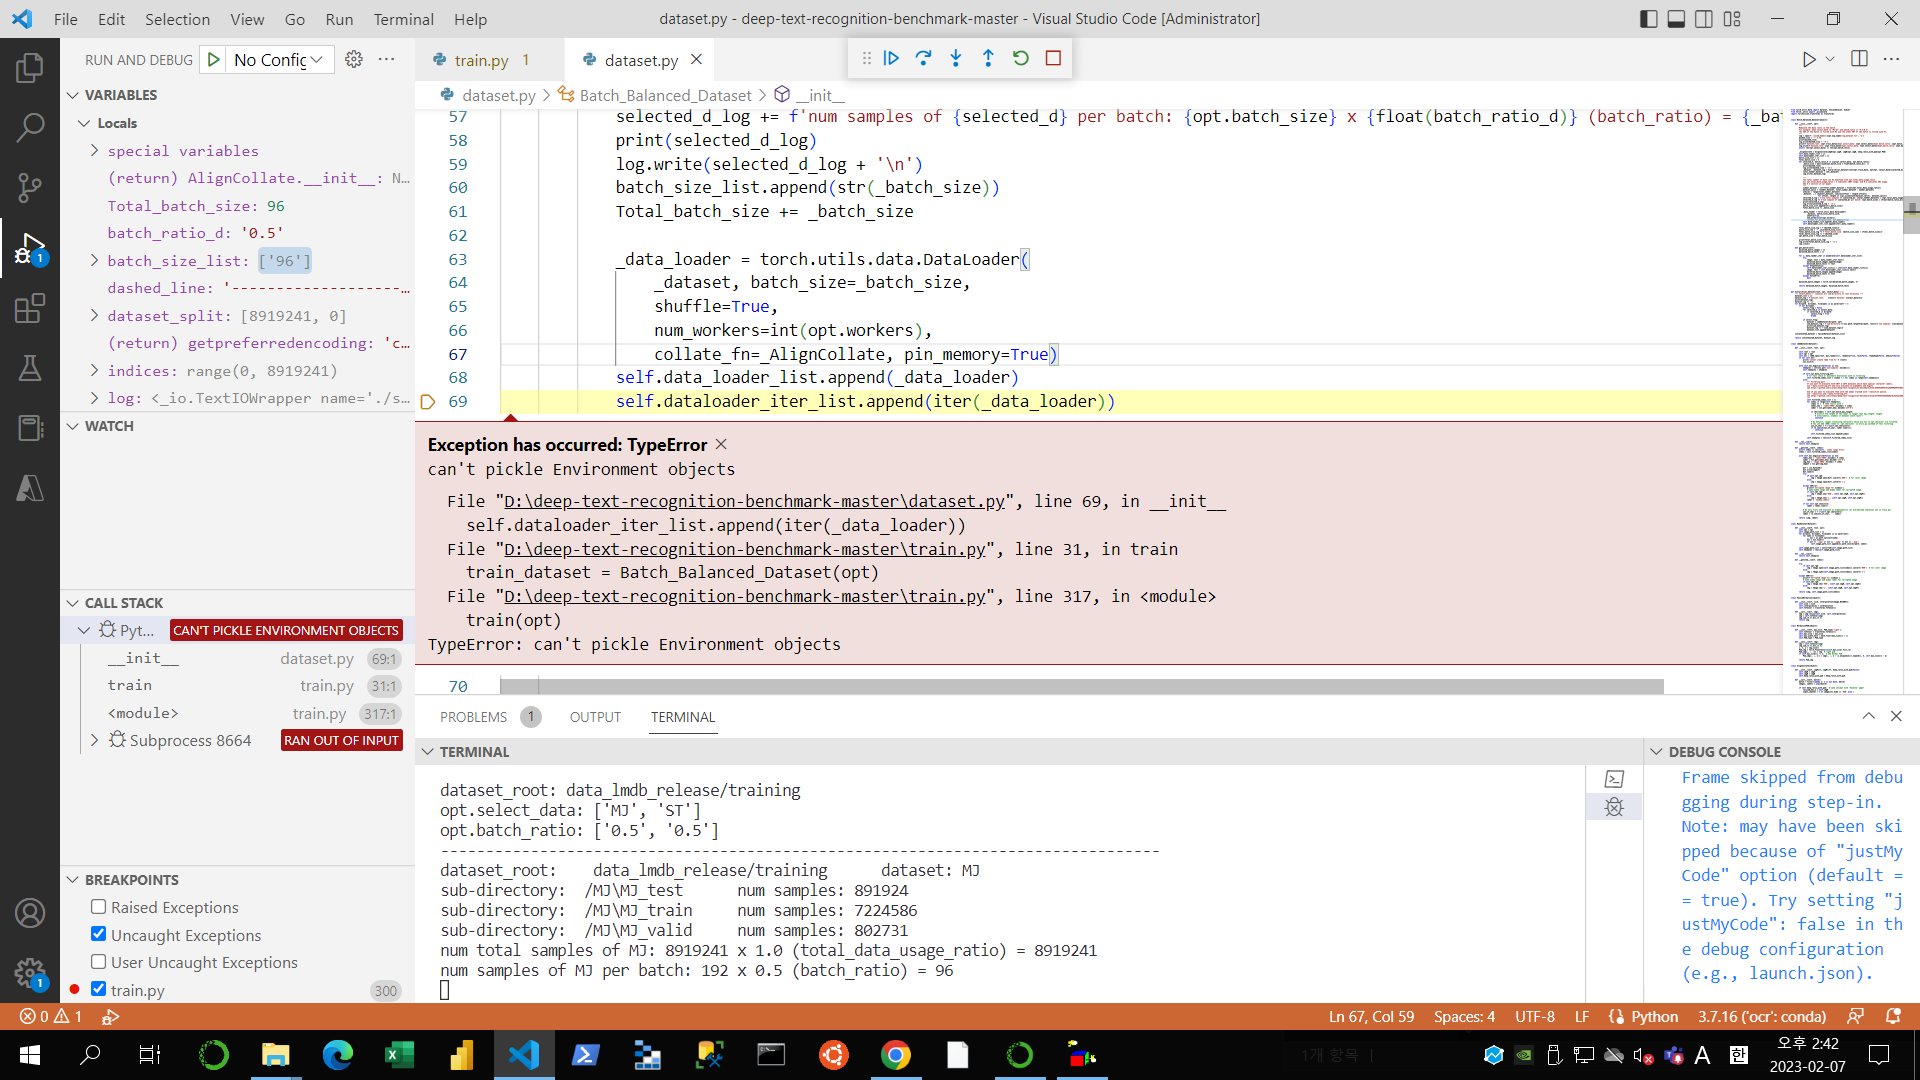 File Edit Selection View Go Run Terminal Help
dataset.py - deep-text-recognition-benchmark-master - Visual Studio Code [Administrator]
RUN AND DEBUG
No Config
train.py 1
dataset.py
dataset.py > Batch_Balanced_Dataset > __init__
VARIABLES
Locals
special variables
(return) AlignCollate.__init__: N…
Total_batch_size: 96
batch_ratio_d: '0.5'
batch_size_list: ['96']
dashed_line: '-------------------…
dataset_split: [8919241, 0]
(return) getpreferredencoding: 'c…
indices: range(0, 8919241)
log: <_io.TextIOWrapper name='./s…
WATCH
CALL STACK
Pyt… CAN'T PICKLE ENVIRONMENT OBJECTS
__init__ dataset.py 69:1
train train.py 31:1
<module> train.py 317:1
Subprocess 8664 RAN OUT OF INPUT
BREAKPOINTS
Raised Exceptions
Uncaught Exceptions
User Uncaught Exceptions
train.py 300
57 selected_d_log += f'num samples of {selected_d} per batch: {opt.batch_size} x {float(batch_ratio_d)} (batch_ratio) = {_ba
58 print(selected_d_log)
59 log.write(selected_d_log + '\n')
60 batch_size_list.append(str(_batch_size))
61 Total_batch_size += _batch_size
62
63 _data_loader = torch.utils.data.DataLoader(
64 _dataset, batch_size=_batch_size,
65 shuffle=True,
66 num_workers=int(opt.workers),
67 collate_fn=_AlignCollate, pin_memory=True)
68 self.data_loader_list.append(_data_loader)
69 self.dataloader_iter_list.append(iter(_data_loader))
Exception has occurred: TypeError
can't pickle Environment objects
File "D:\deep-text-recognition-benchmark-master\dataset.py", line 69, in __init__
self.dataloader_iter_list.append(iter(_data_loader))
File "D:\deep-text-recognition-benchmark-master\train.py", line 31, in train
train_dataset = Batch_Balanced_Dataset(opt)
File "D:\deep-text-recognition-benchmark-master\train.py", line 317, in <module>
train(opt)
TypeError: can't pickle Environment objects
70
PROBLEMS 1 OUTPUT TERMINAL
TERMINAL
dataset_root: data_lmdb_release/training
opt.select_data: ['MJ', 'ST']
opt.batch_ratio: ['0.5', '0.5']
--------------------------------------------------------------------------------
dataset_root: data_lmdb_release/training dataset: MJ
sub-directory: /MJ\MJ_test num samples: 891924
sub-directory: /MJ\MJ_train num samples: 7224586
sub-directory: /MJ\MJ_valid num samples: 802731
num total samples of MJ: 8919241 x 1.0 (total_data_usage_ratio) = 8919241
num samples of MJ per batch: 192 x 0.5 (batch_ratio) = 96
DEBUG CONSOLE
Frame skipped from debu
gging during step-in.
Note: may have been ski
pped because of "justMy
Code" option (default =
= true). Try setting "j
ustMyCode": false in th
e debug configuration
(e.g., launch.json).
1
1
0 1
Ln 67, Col 59 Spaces: 4 UTF-8 LF Python 3.7.16 ('ocr': conda)
1개 항목
A 한
오후 2:42
2023-02-07